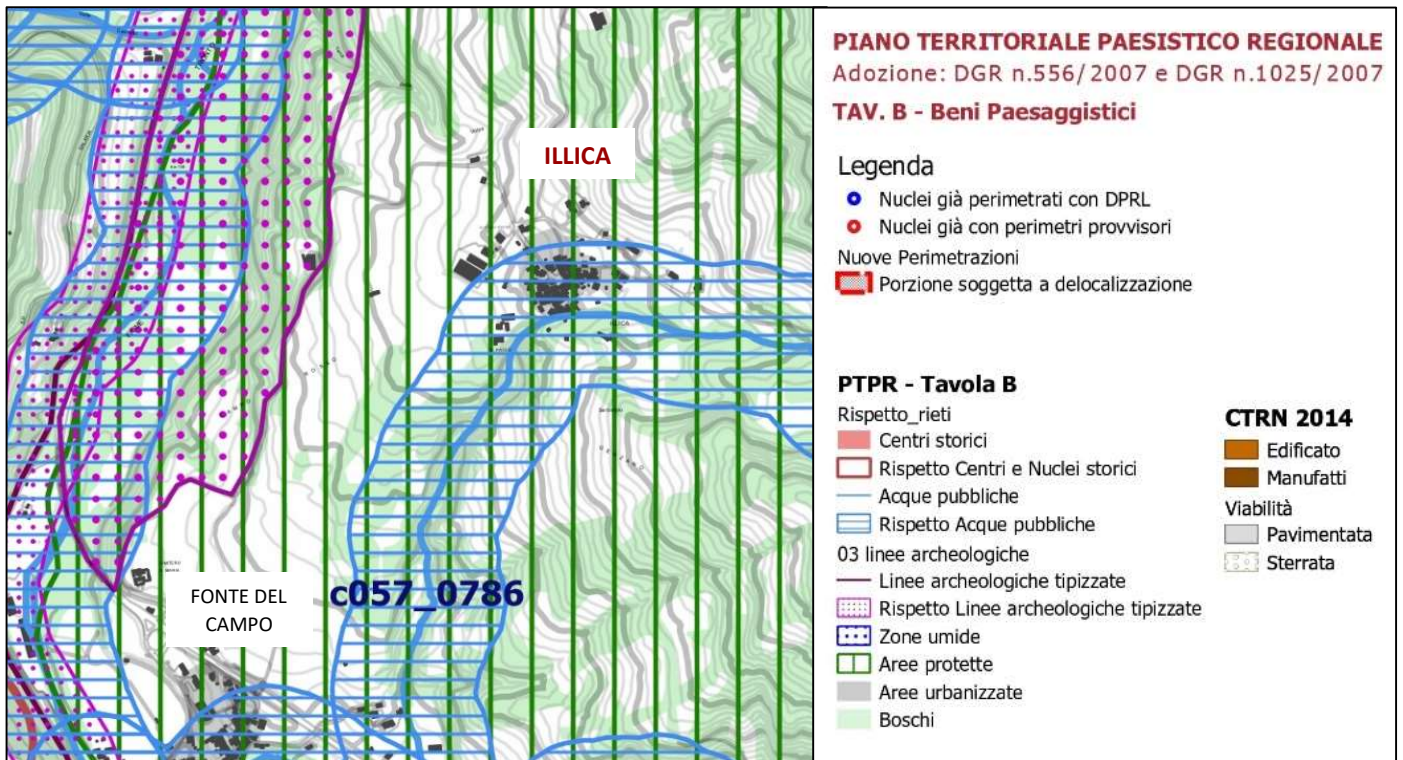 ILLICA
ILLICA
c057_0786
FONTE DEL
CAMPO
PIANO TERRITORIALE PAESISTICO REGIONALE
Adozione: DGR n.556/2007 e DGR n.1025/2007
TAV. B - Beni Paesaggistici
Legenda
Nuclei già perimetrati con DPRL
Nuclei già con perimetri provvisori
Nuove Perimetrazioni
Porzione soggetta a delocalizzazione
PTPR - Tavola B
Rispetto_rieti
Centri storici
Rispetto Centri e Nuclei storici
Acque pubbliche
Rispetto Acque pubbliche
03 linee archeologiche
Linee archeologiche tipizzate
Rispetto Linee archeologiche tipizzate
Zone umide
Aree protette
Aree urbanizzate
Boschi
CTRN 2014
Edificato
Manufatti
Viabilità
Pavimentata
Sterrata